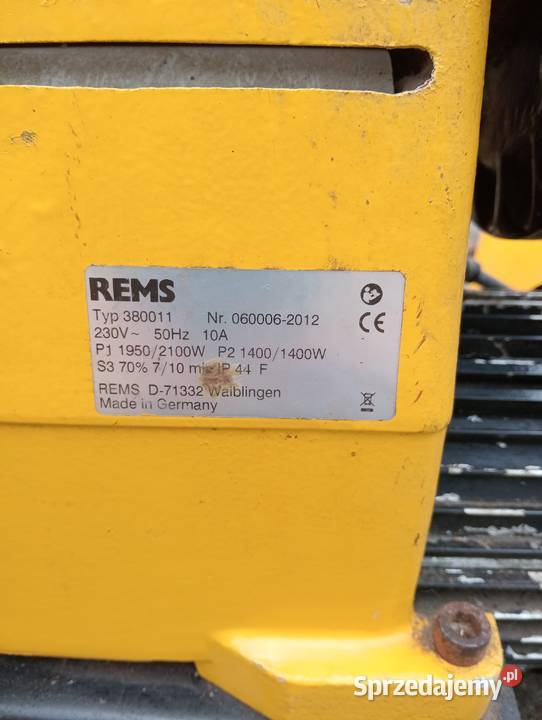 REMS
Typ 380011 Nr. 060006-2012
230V~ 50Hz 10A
P1 1950/2100W P2 1400/1400W
S3 70% 7/10 IP 44 F
REMS D-71332 Waiblingen
Made in Germany
CE
Sprzedajemy.pl